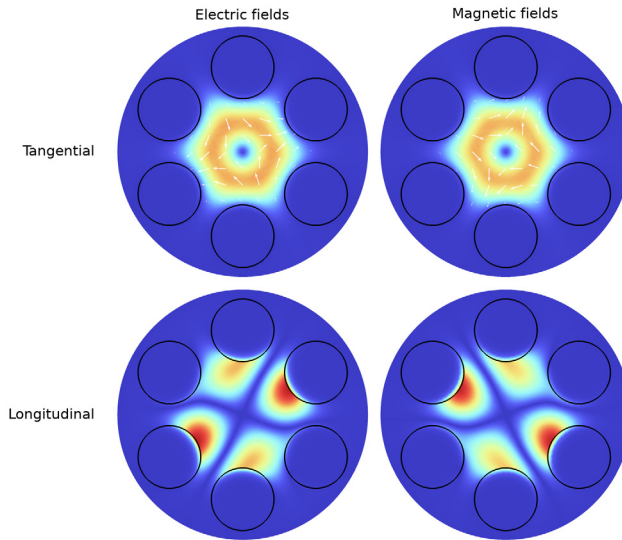 Electric fields
Magnetic fields
Tangential
Longitudinal